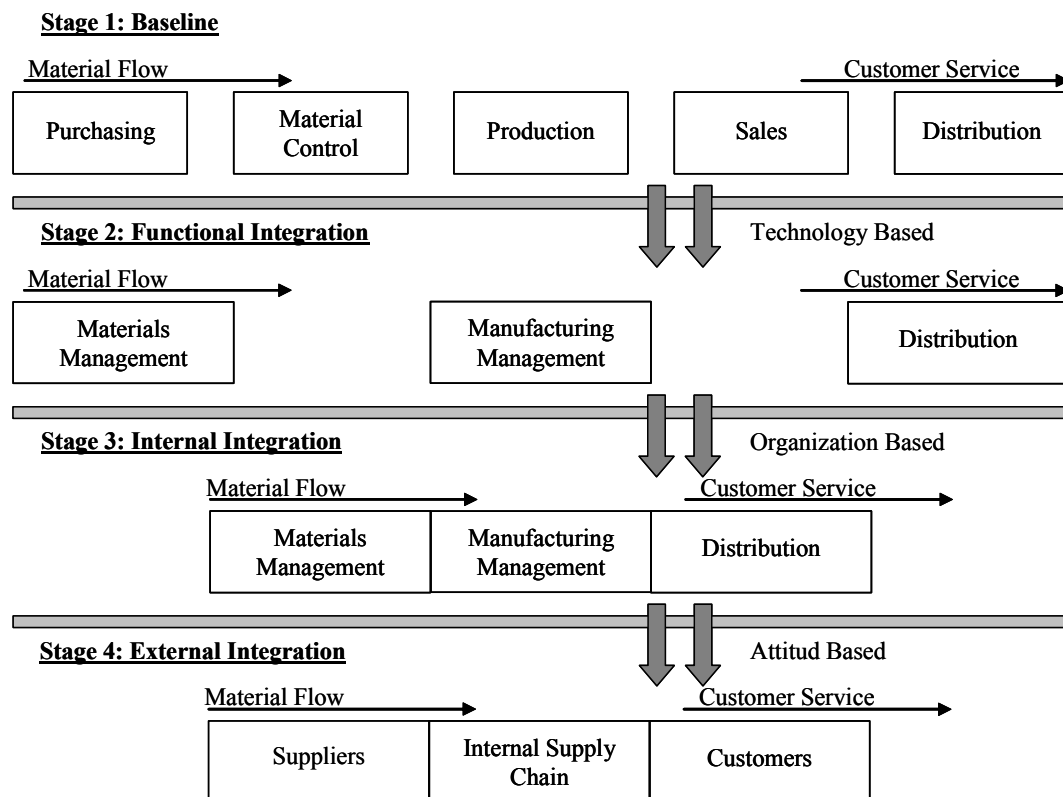 Stage 1: Baseline
Material Flow
Customer Service
Purchasing
Material
Control
Production
Sales
Distribution
Stage 2: Functional Integration
Technology Based
Material Flow
Customer Service
Materials
Management
Manufacturing
Management
Distribution
Stage 3: Internal Integration
Organization Based
Material Flow
Customer Service
Materials
Management
Manufacturing
Management
Distribution
Stage 4: External Integration
Attitud Based
Material Flow
Customer Service
Suppliers
Internal Supply
Chain
Customers